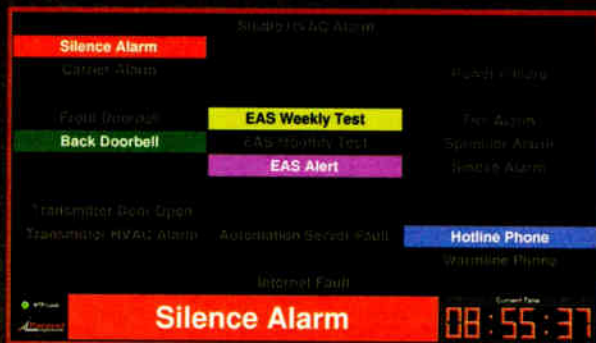 Studio HVAC Alarm
Silence Alarm
Carrier Alarm
Power Failure
Front Doorbell
EAS Weekly Test
Fire Alarm
Back Doorbell
EAS Monthly Test
Sprinkler Alarm
EAS Alert
Smoke Alarm
Transmitter Door Open
Transmitter HVAC Alarm
Automation Server Fault
Hotline Phone
Warmline Phone
Internet Fault
Silence Alarm
Current Time
08:55:37